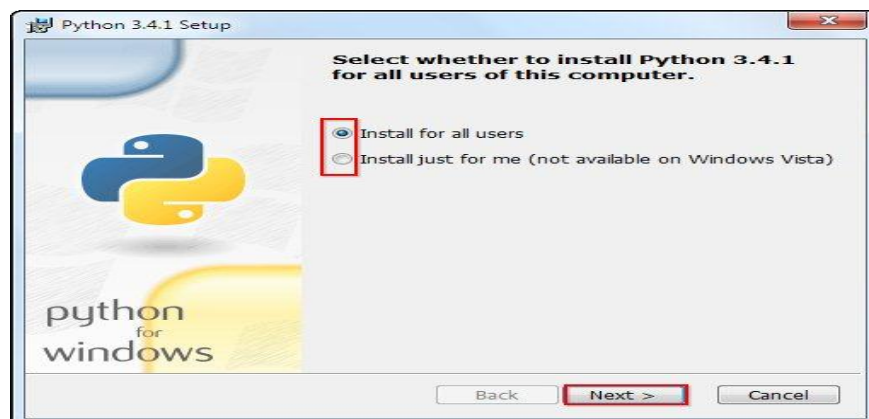 Python 3.4.1 Setup
Select whether to install Python 3.4.1
for all users of this computer.
Install for all users
Install just for me (not available on Windows Vista)
python
for
windows
Back
Next >
Cancel